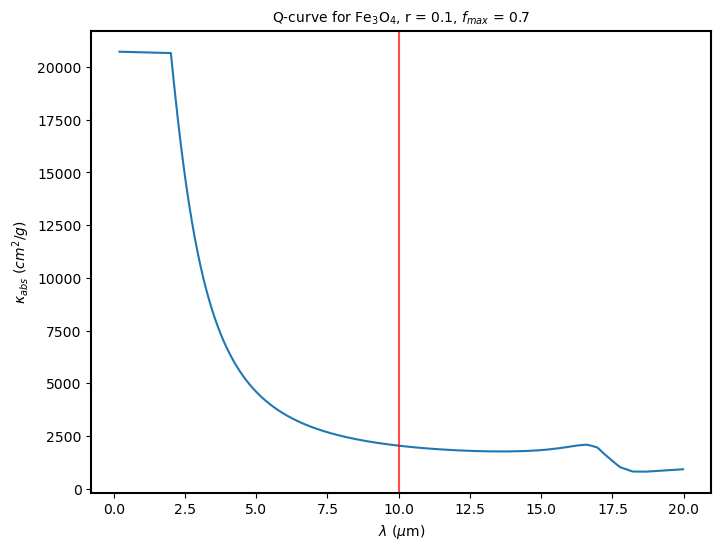 Q-curve for Fe₃O₄, r = 0.1, f_max = 0.7
20000
17500
15000
12500
10000
7500
5000
2500
0
κ_abs (cm²/g)
0.0 2.5 5.0 7.5 10.0 12.5 15.0 17.5 20.0
λ (μm)